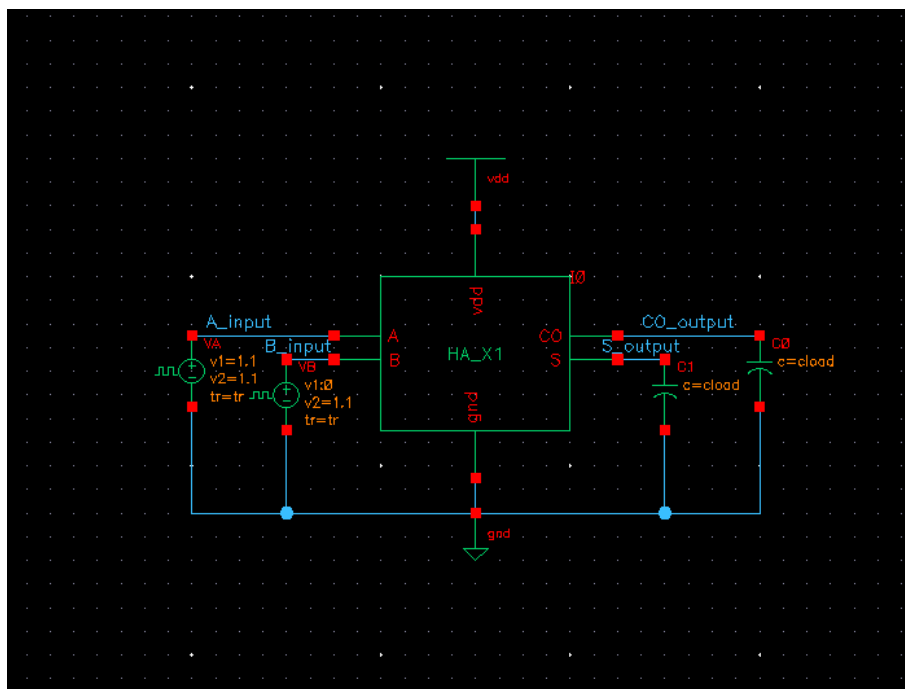 vdd
I0
vdd
A_input
CO_output
VA
A
CO
C0
B_input
S_output
VB
B
HA_X1
S
C1
v1=1.1
v2=1.1
tr=tr
v1:0
v2=1.1
tr=tr
c=cload
c=cload
gnd
gnd